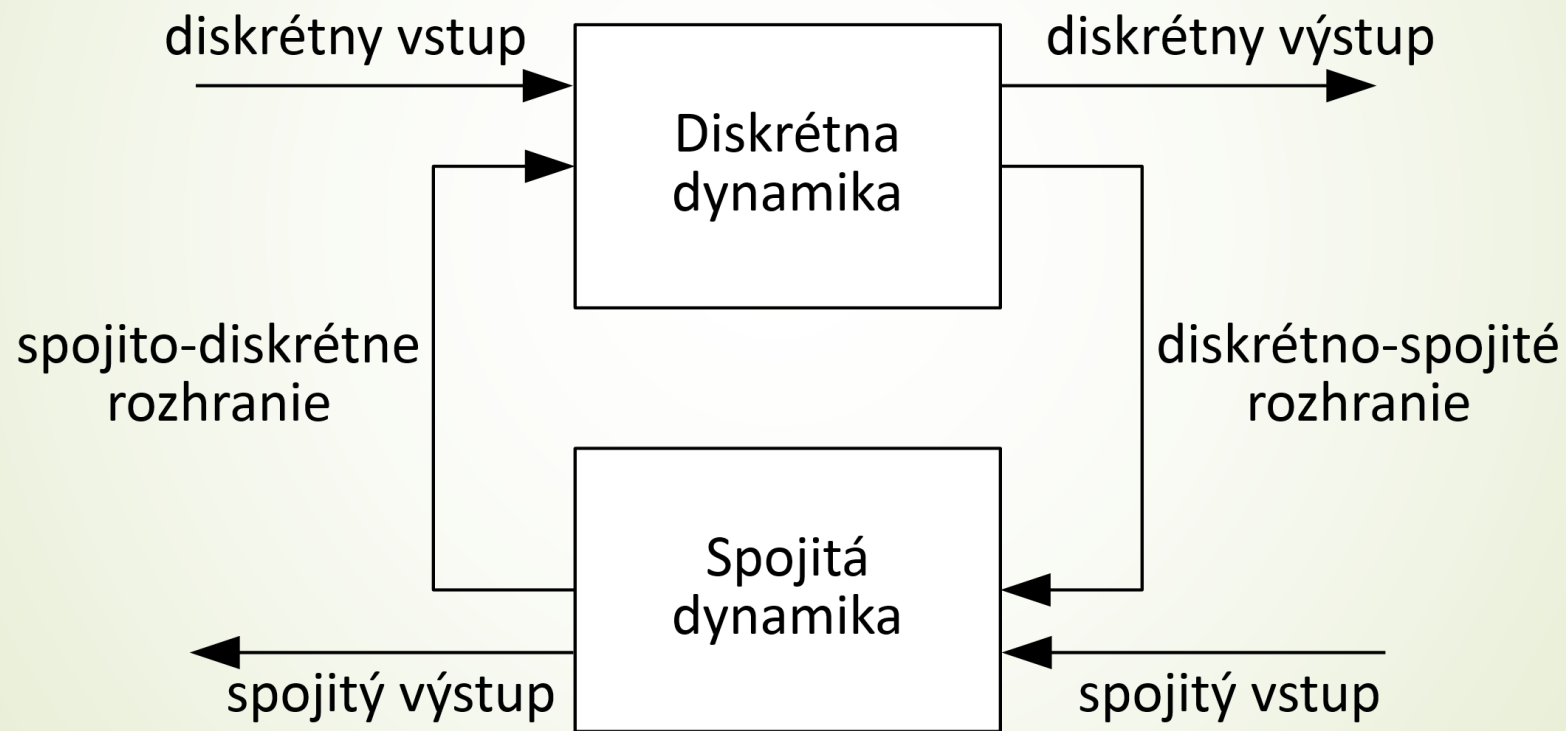 diskrétny vstup
diskrétny výstup
Diskrétna
dynamika
spojito-diskrétne
rozhranie
diskrétno-spojité
rozhranie
Spojitá
dynamika
spojitý výstup
spojitý vstup